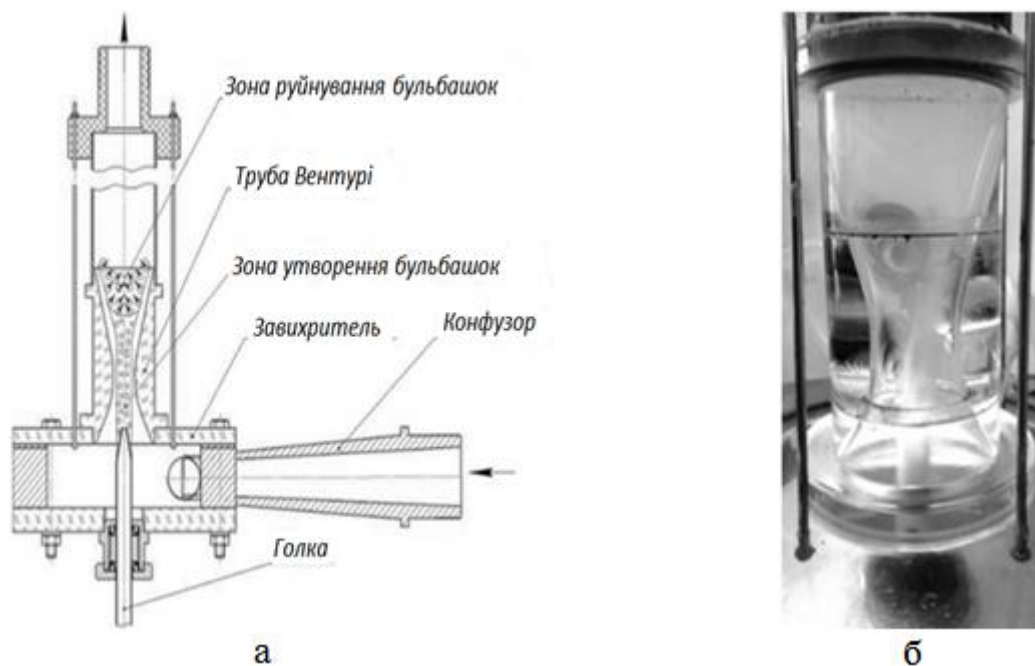 Зона руйнування бульбашок
Труба Вентурі
Зона утворення бульбашок
Завихритель
Конфузор
Голка
а
б